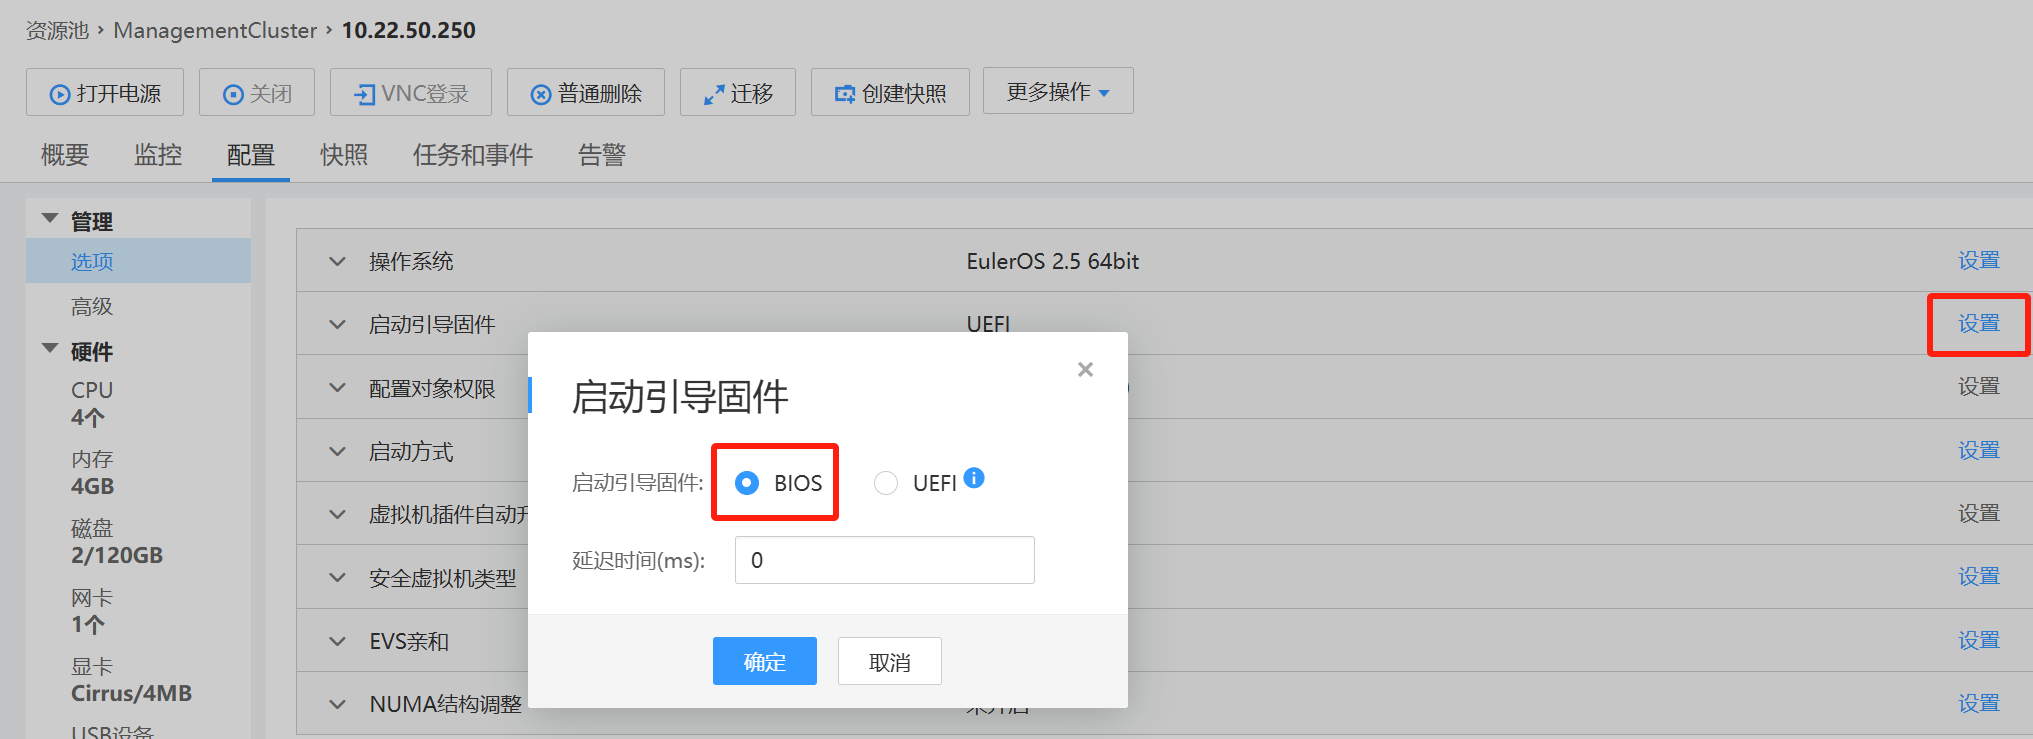 资源池 › ManagementCluster › 10.22.50.250
打开电源 关闭 VNC登录 普通删除 迁移 创建快照 更多操作
概要 监控 配置 快照 任务和事件 告警
管理
选项
高级
硬件
CPU
4个
内存
4GB
磁盘
2/120GB
网卡
1个
显卡
Cirrus/4MB
USB设备
操作系统 EulerOS 2.5 64bit 设置
启动引导固件 UEFI 设置
配置对象权限 设置
启动方式 设置
虚拟机插件自动升 设置
安全虚拟机类型 设置
EVS亲和 设置
NUMA结构调整 未开启 设置
启动引导固件
启动引导固件: BIOS UEFI
延迟时间(ms): 0
确定 取消